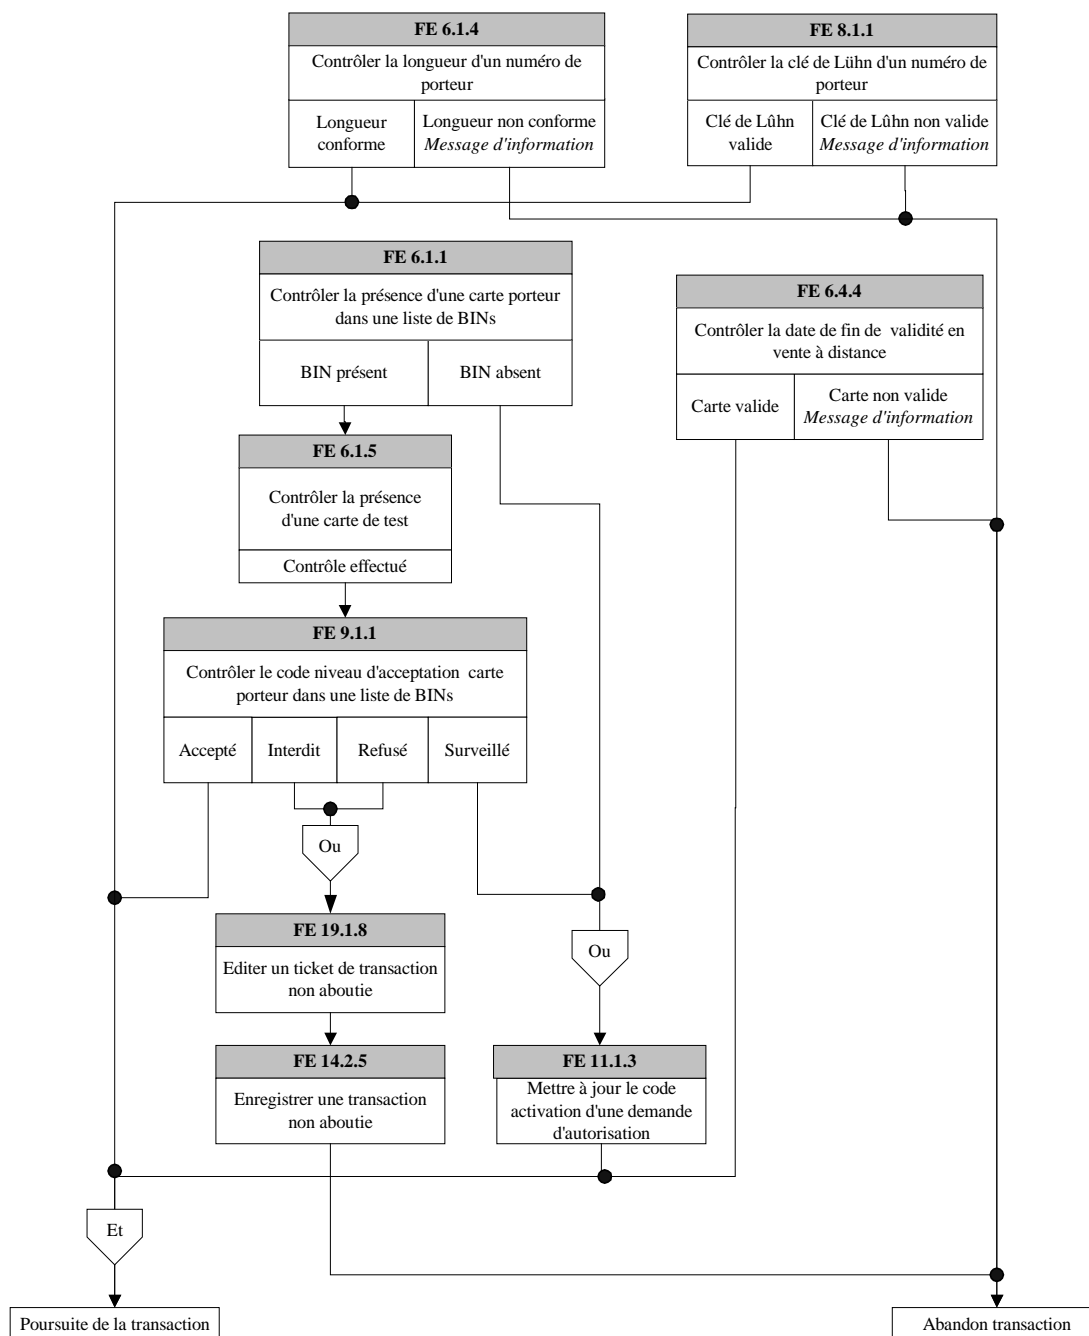 FE 6.1.4
Contrôler la longueur d'un numéro de
porteur
Longueur
conforme
Longueur non conforme
Message d'information
FE 8.1.1
Contrôler la clé de Lühn d'un numéro de
porteur
Clé de Lûhn
valide
Clé de Lûhn non valide
Message d'information
FE 6.1.1
Contrôler la présence d'une carte porteur
dans une liste de BINs
BIN présent
BIN absent
FE 6.4.4
Contrôler la date de fin de validité en
vente à distance
Carte valide
Carte non valide
Message d'information
FE 6.1.5
Contrôler la présence
d'une carte de test
Contrôle effectué
FE 9.1.1
Contrôler le code niveau d'acceptation carte
porteur dans une liste de BINs
Accepté
Interdit
Refusé
Surveillé
Ou
FE 19.1.8
Editer un ticket de transaction
non aboutie
Ou
FE 14.2.5
Enregistrer une transaction
non aboutie
FE 11.1.3
Mettre à jour le code
activation d'une demande
d'autorisation
Et
Poursuite de la transaction
Abandon transaction